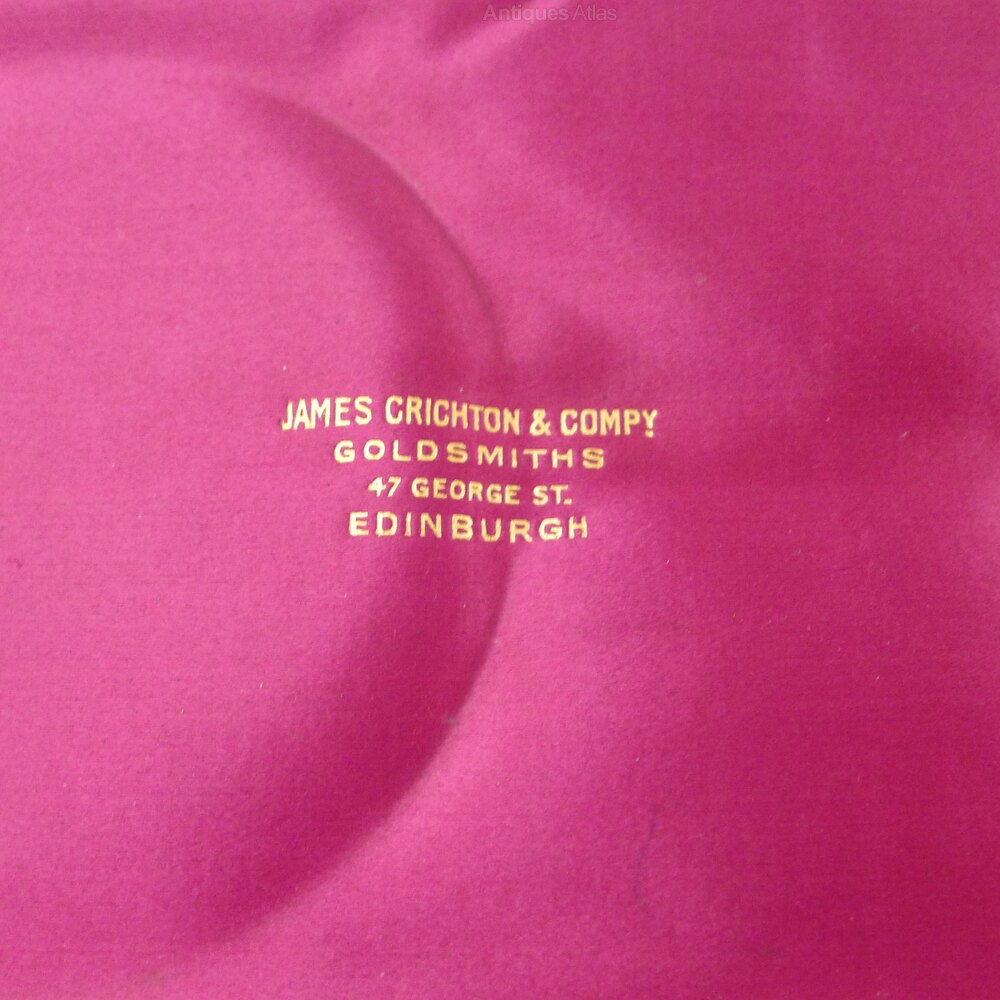 Antiques Atlas
JAMES CRICHTON & COMPY
GOLDSMITHS
47 GEORGE ST.
EDINBURGH